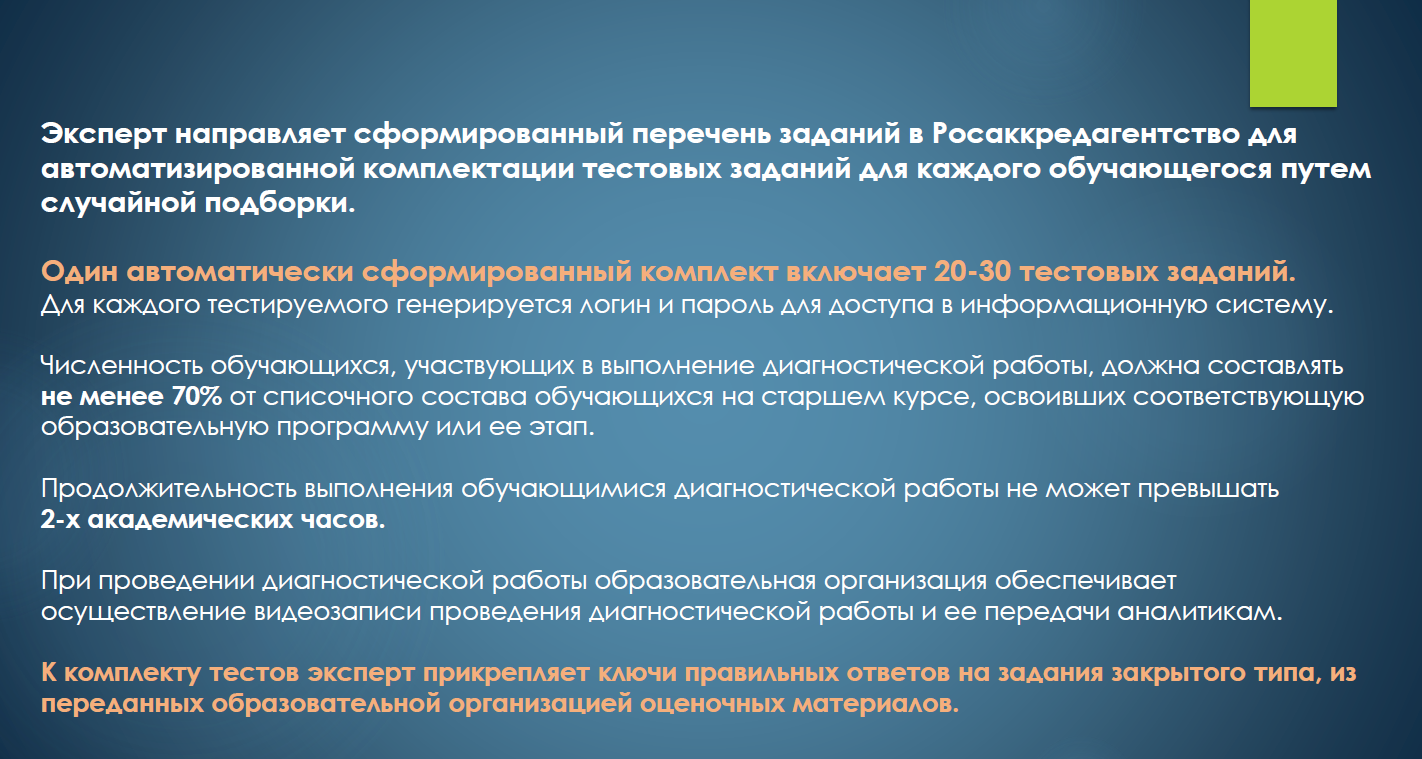 Эксперт направляет сформированный перечень заданий в Росаккредагентство для
автоматизированной комплектации тестовых заданий для каждого обучающегося путем
случайной подборки.
Один автоматически сформированный комплект включает 20-30 тестовых заданий.
Для каждого тестируемого генерируется логин и пароль для доступа в информационную систему.
Численность обучающихся, участвующих в выполнение диагностической работы, должна составлять
не менее 70% от списочного состава обучающихся на старшем курсе, освоивших соответствующую
образовательную программу или ее этап.
Продолжительность выполнения обучающимися диагностической работы не может превышать
2-х академических часов.
При проведении диагностической работы образовательная организация обеспечивает
осуществление видеозаписи проведения диагностической работы и ее передачи аналитикам.
К комплекту тестов эксперт прикрепляет ключи правильных ответов на задания закрытого типа, из
переданных образовательной организацией оценочных материалов.